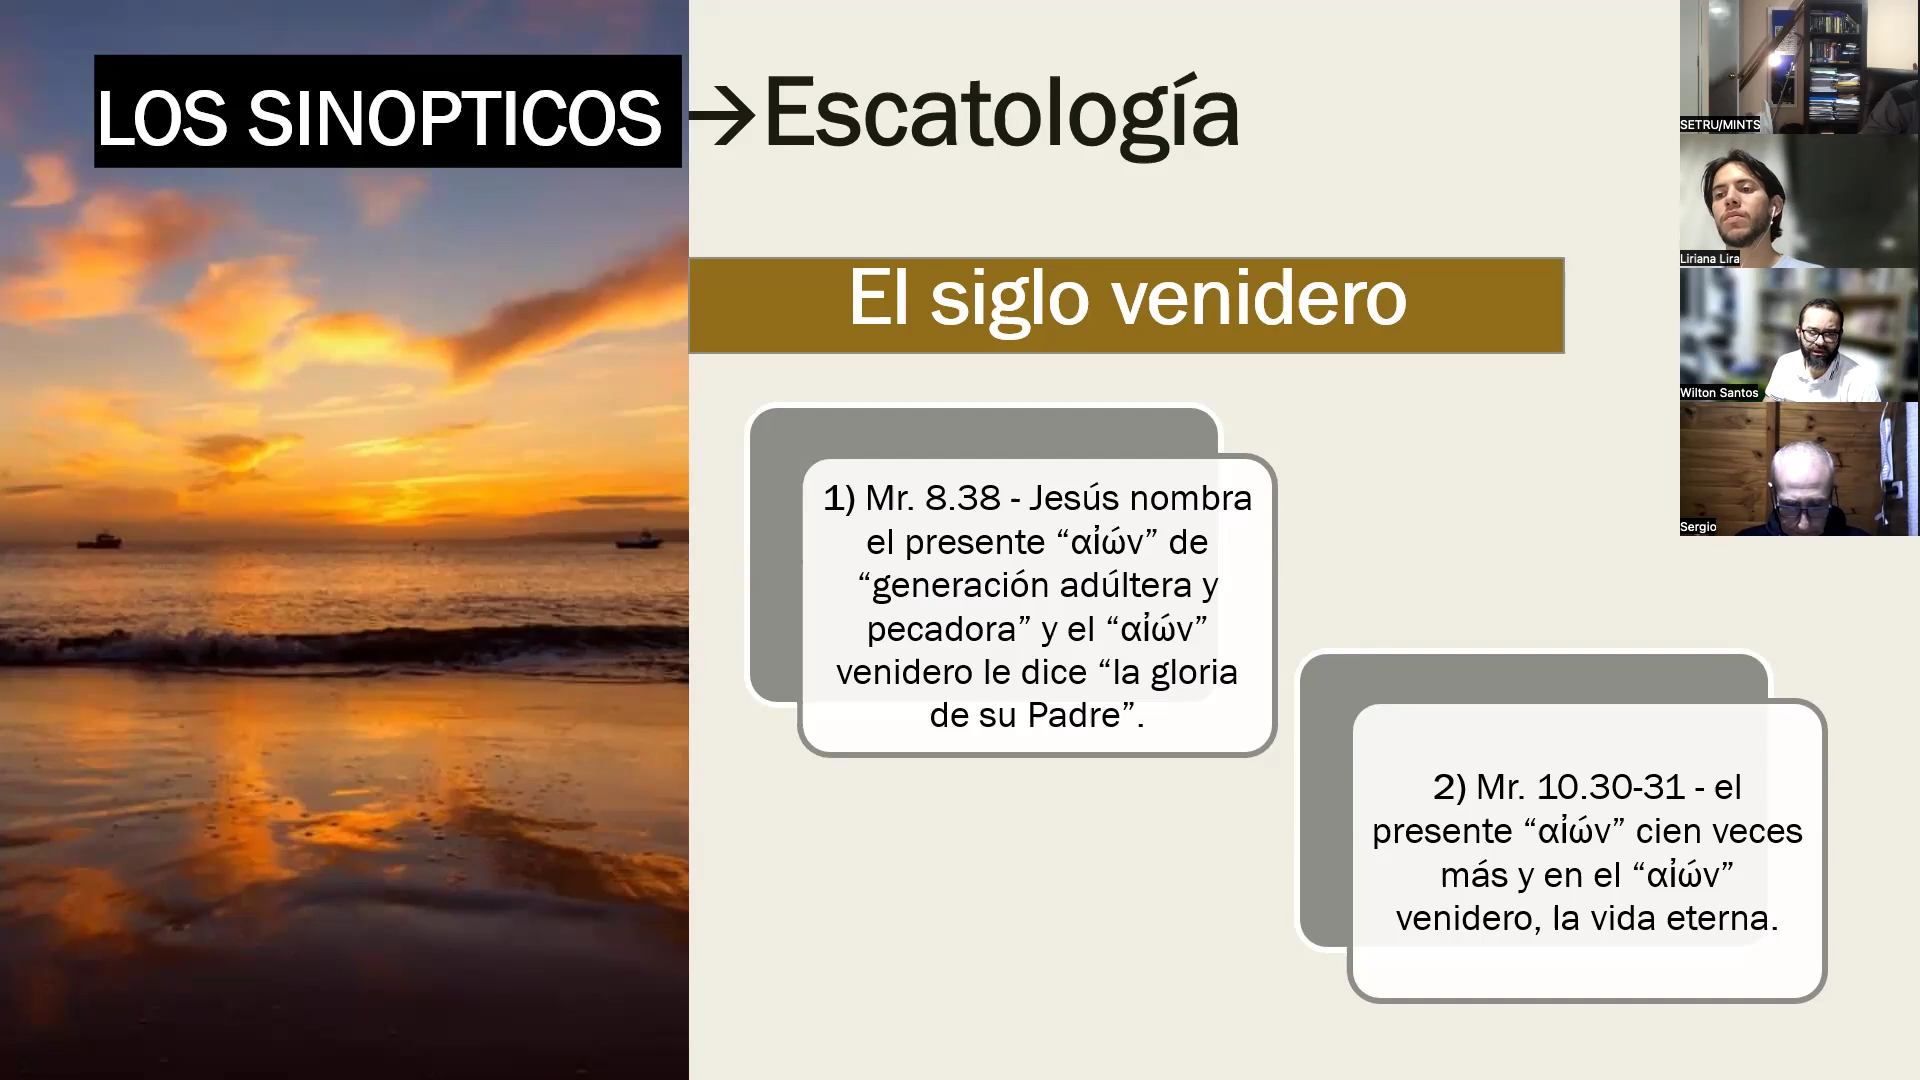 LOS SINOPTICOS →Escatología
El siglo venidero
1) Mr. 8.38 - Jesús nombra
el presente “αἰών” de
“generación adúltera y
pecadora” y el “αἰών”
venidero le dice “la gloria
de su Padre”.
2) Mr. 10.30-31 - el
presente “αἰών” cien veces
más y en el “αἰών”
venidero, la vida eterna.
SETRU/MINTS
Liriana Lira
Wilton Santos
Sergio